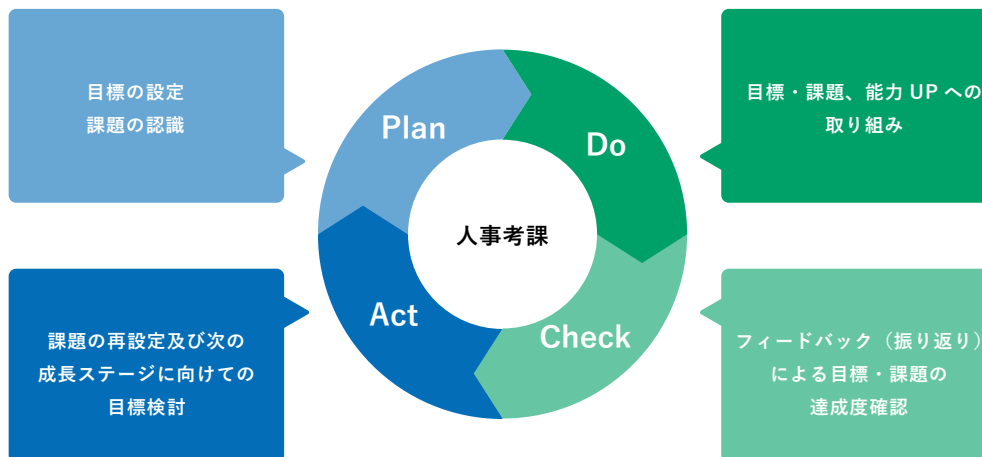 目標の設定
課題の認識
Plan
Do
目標・課題、能力 UP への
取り組み
人事考課
課題の再設定及び次の
成長ステージに向けての
目標検討
Act
Check
フィードバック（振り返り）
による目標・課題の
達成度確認